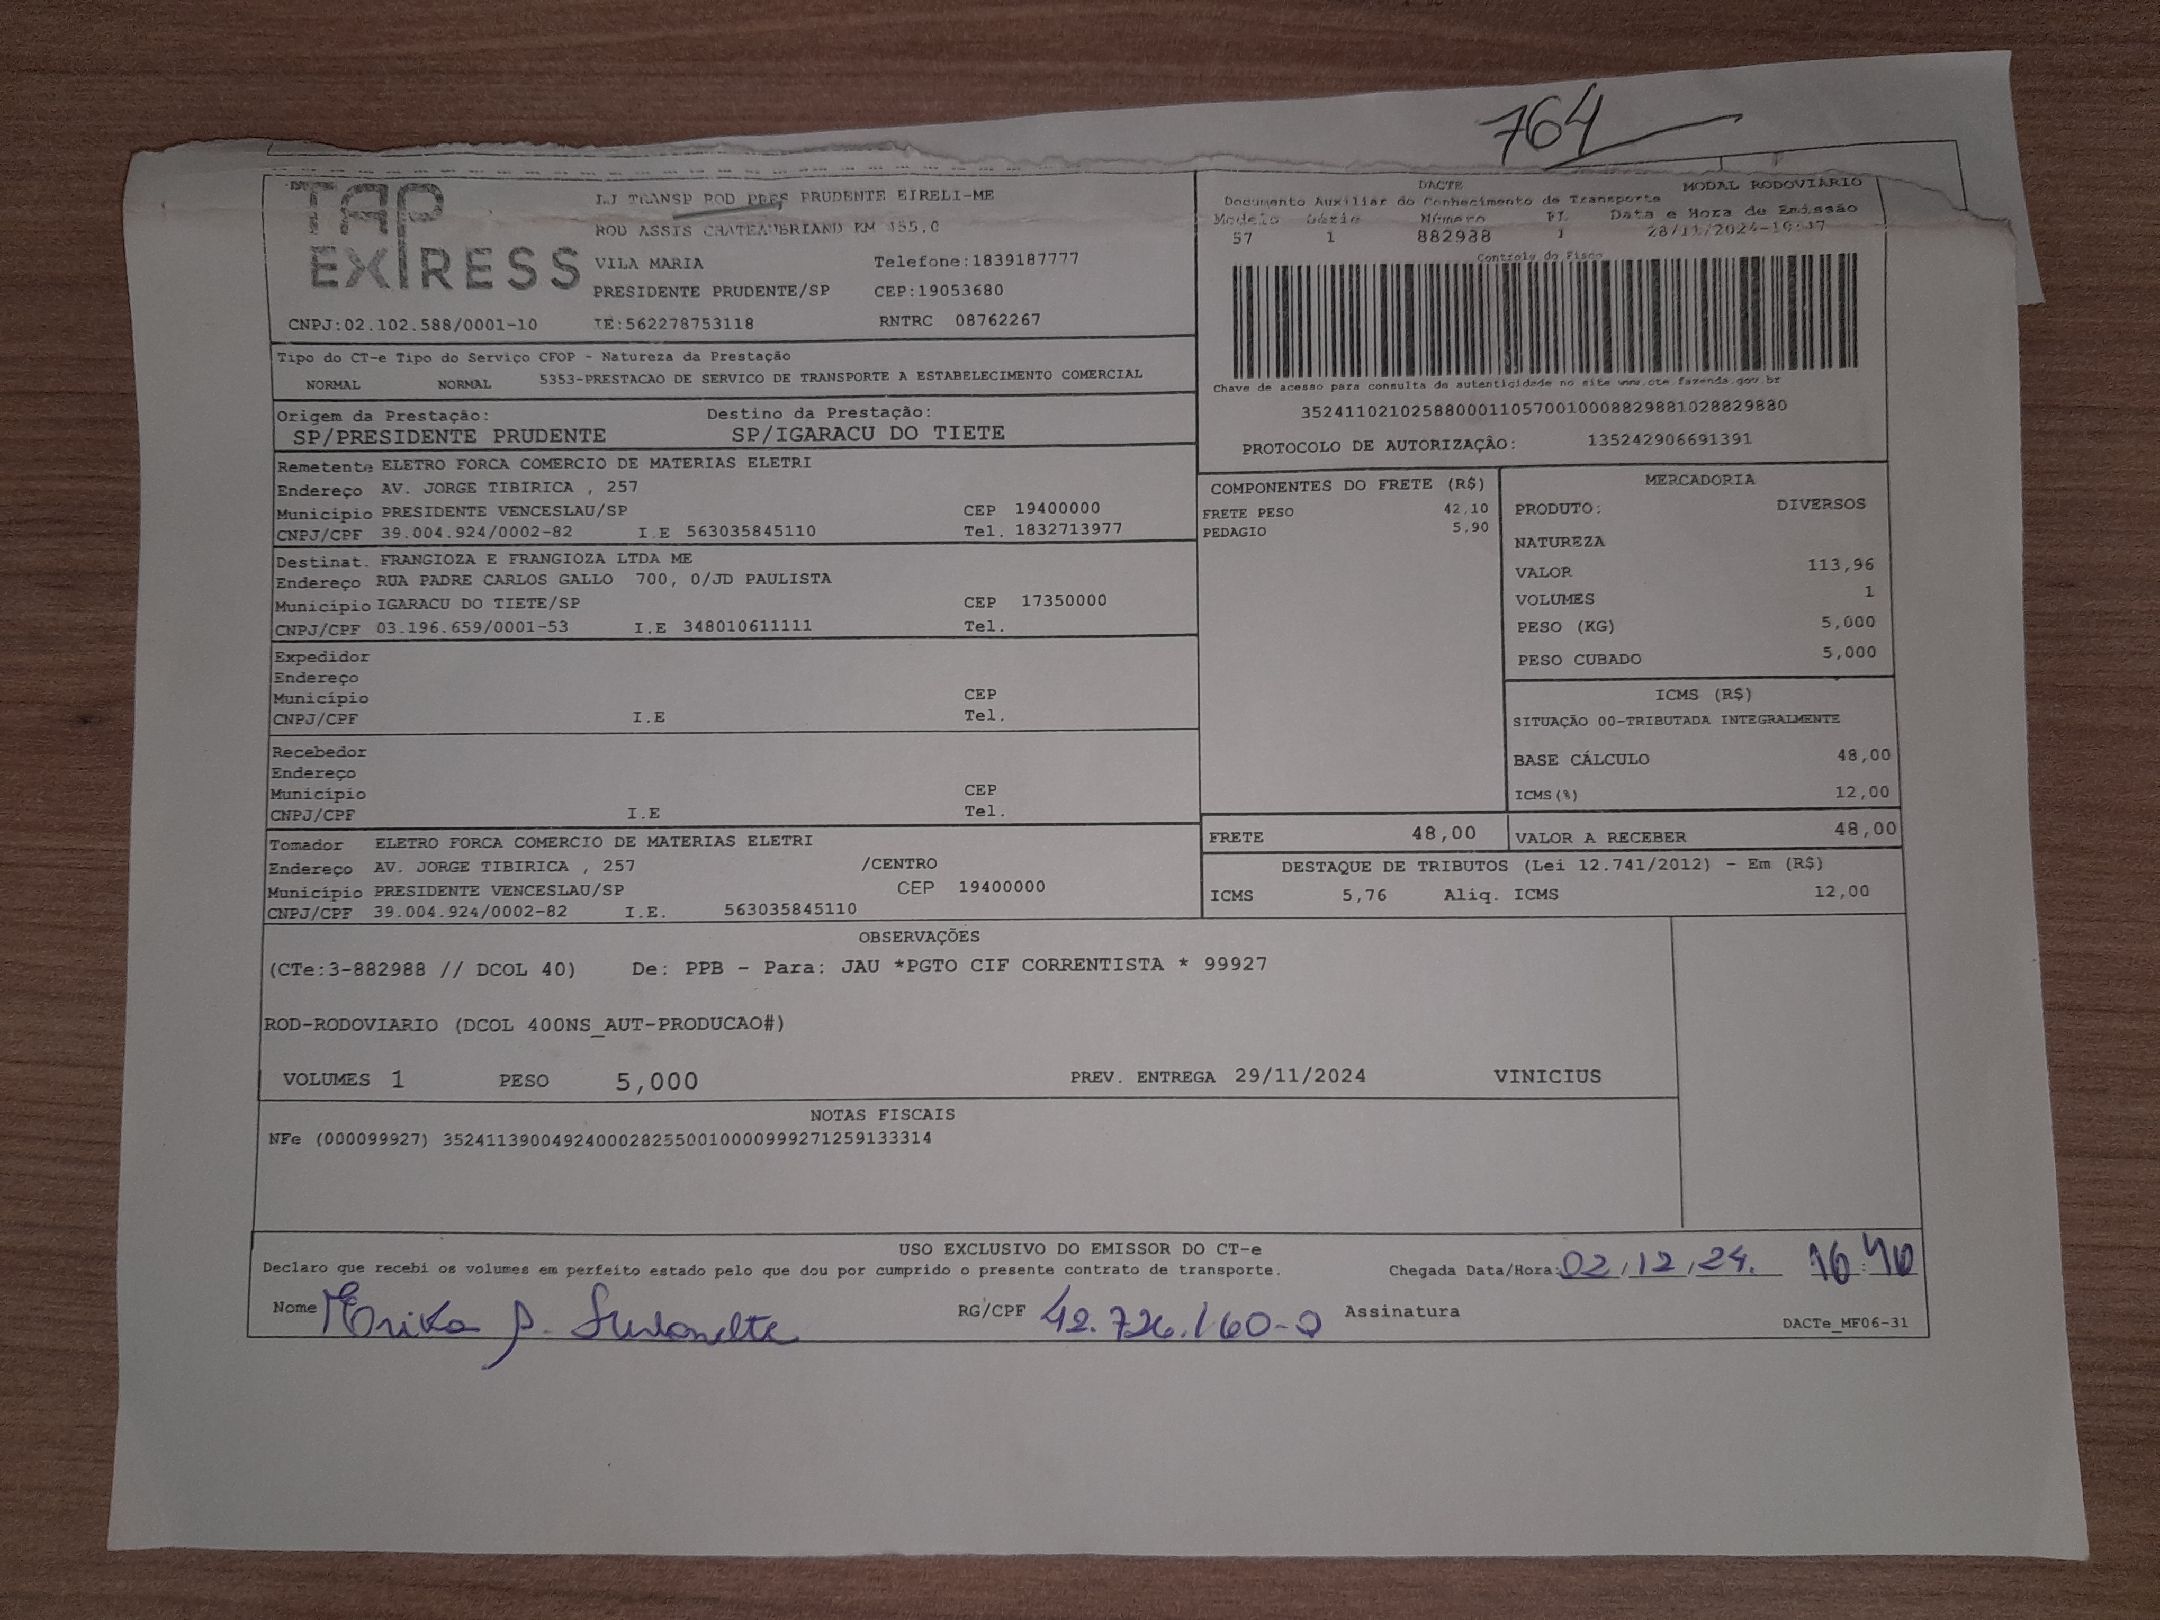 764
TAP
EXPRESS
LJ TRANSP ROD PRES PRUDENTE EIRELI-ME
ROD ASSIS CHATEAUBRIAND KM 455,0
VILA MARIA Telefone:1839187777
PRESIDENTE PRUDENTE/SP CEP:19053680
CNPJ:02.102.588/0001-10 IE:562278753118 RNTRC 08762267
DACTE MODAL RODOVIÁRIO
Documento Auxiliar do Conhecimento de Transporte
Modelo Série Número FL Data e Hora de Emissão
57 1 882988 1 28/11/2024
Controle do Fisco
Chave de acesso para consulta de autenticidade no site www.cte.fazenda.gov.br
35241102102588000110570010008829881028829880
PROTOCOLO DE AUTORIZAÇÂO: 135242906691391
Tipo do CT-e Tipo do Serviço CFOP - Natureza da Prestação
NORMAL NORMAL 5353-PRESTACAO DE SERVICO DE TRANSPORTE A ESTABELECIMENTO COMERCIAL
Origem da Prestação: Destino da Prestação:
SP/PRESIDENTE PRUDENTE SP/IGARACU DO TIETE
Remetente ELETRO FORCA COMERCIO DE MATERIAS ELETRI
Endereço AV. JORGE TIBIRICA , 257
Município PRESIDENTE VENCESLAU/SP CEP 19400000
CNPJ/CPF 39.004.924/0002-82 I.E 563035845110 Tel. 1832713977
Destinat. FRANGIOZA E FRANGIOZA LTDA ME
Endereço RUA PADRE CARLOS GALLO 700, 0/JD PAULISTA
Município IGARACU DO TIETE/SP CEP 17350000
CNPJ/CPF 03.196.659/0001-53 I.E 348010611111 Tel.
Expedidor
Endereço
Município CEP
CNPJ/CPF I.E Tel.
Recebedor
Endereço
Município CEP
CNPJ/CPF I.E Tel.
Tomador ELETRO FORCA COMERCIO DE MATERIAS ELETRI
Endereço AV. JORGE TIBIRICA , 257 /CENTRO
Município PRESIDENTE VENCESLAU/SP CEP 19400000
CNPJ/CPF 39.004.924/0002-82 I.E. 563035845110
COMPONENTES DO FRETE (R$)
FRETE PESO 42,10
PEDAGIO 5,90
MERCADORIA
PRODUTO: DIVERSOS
NATUREZA
VALOR 113,96
VOLUMES 1
PESO (KG) 5,000
PESO CUBADO 5,000
ICMS (R$)
SITUAÇÃO 00-TRIBUTADA INTEGRALMENTE
BASE CÁLCULO 48,00
ICMS(%) 12,00
FRETE 48,00 VALOR A RECEBER 48,00
DESTAQUE DE TRIBUTOS (Lei 12.741/2012) - Em (R$)
ICMS 5,76 Aliq. ICMS 12,00
OBSERVAÇÕES
(CTe:3-882988 // DCOL 40) De: PPB - Para: JAU *PGTO CIF CORRENTISTA * 99927
ROD-RODOVIARIO (DCOL 400NS_AUT-PRODUCAO#)
VOLUMES 1 PESO 5,000 PREV. ENTREGA 29/11/2024 VINICIUS
NOTAS FISCAIS
NFe (000099927) 35241139004924000282550010000999271259133314
USO EXCLUSIVO DO EMISSOR DO CT-e
Declaro que recebi os volumes em perfeito estado pelo que dou por cumprido o presente contrato de transporte. Chegada Data/Hora: 02/12/24. 16:40
Nome Erika P. RG/CPF 42.726.160-0 Assinatura
DACTe_MF06-31